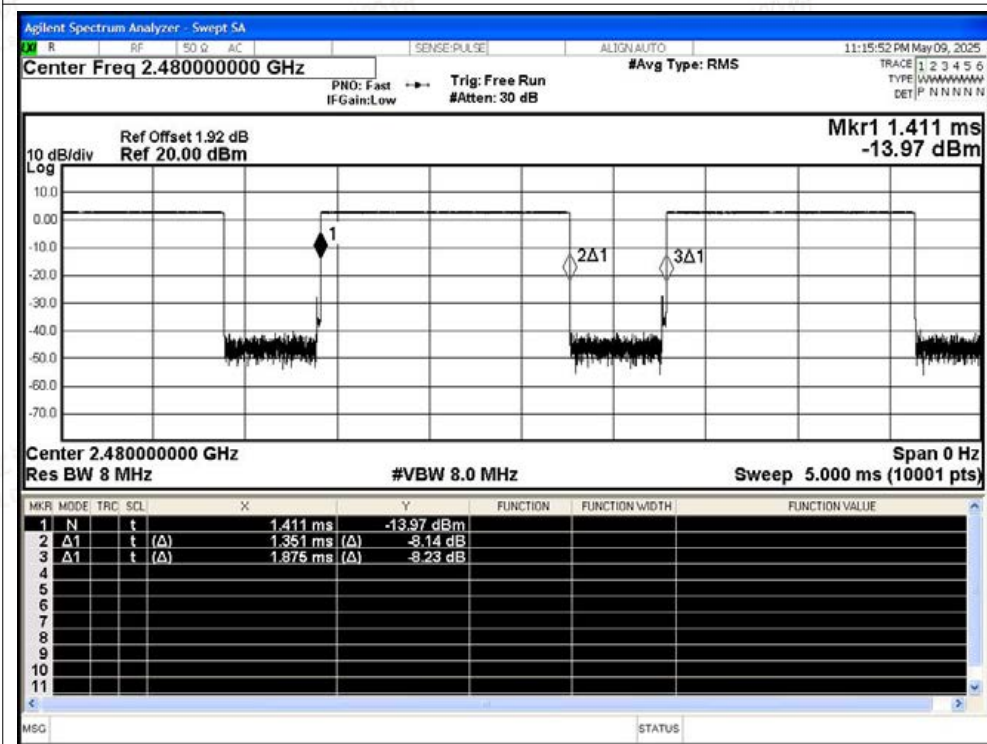 Agilent Spectrum Analyzer - Swept SA
LXI R RF 50 Ω AC SENSE:PULSE ALIGN AUTO 11:15:52 PM May 09, 2025
Center Freq 2.480000000 GHz #Avg Type: RMS TRACE 1 2 3 4 5 6
PNO: Fast Trig: Free Run TYPE WWWWWW
IFGain:Low #Atten: 30 dB DET P N N N N N
Ref Offset 1.92 dB Mkr1 1.411 ms
10 dB/div Ref 20.00 dBm -13.97 dBm
Log
10.0
0.00
-10.0
-20.0
-30.0
-40.0
-50.0
-60.0
-70.0
1
2Δ1
3Δ1
Center 2.480000000 GHz Span 0 Hz
Res BW 8 MHz #VBW 8.0 MHz Sweep 5.000 ms (10001 pts)
MKR MODE TRC SCL X Y FUNCTION FUNCTION WIDTH FUNCTION VALUE
1 N t 1.411 ms -13.97 dBm
2 Δ1 t (Δ) 1.351 ms (Δ) -8.14 dB
3 Δ1 t (Δ) 1.875 ms (Δ) -8.23 dB
4
5
6
7
8
9
10
11
MSG STATUS